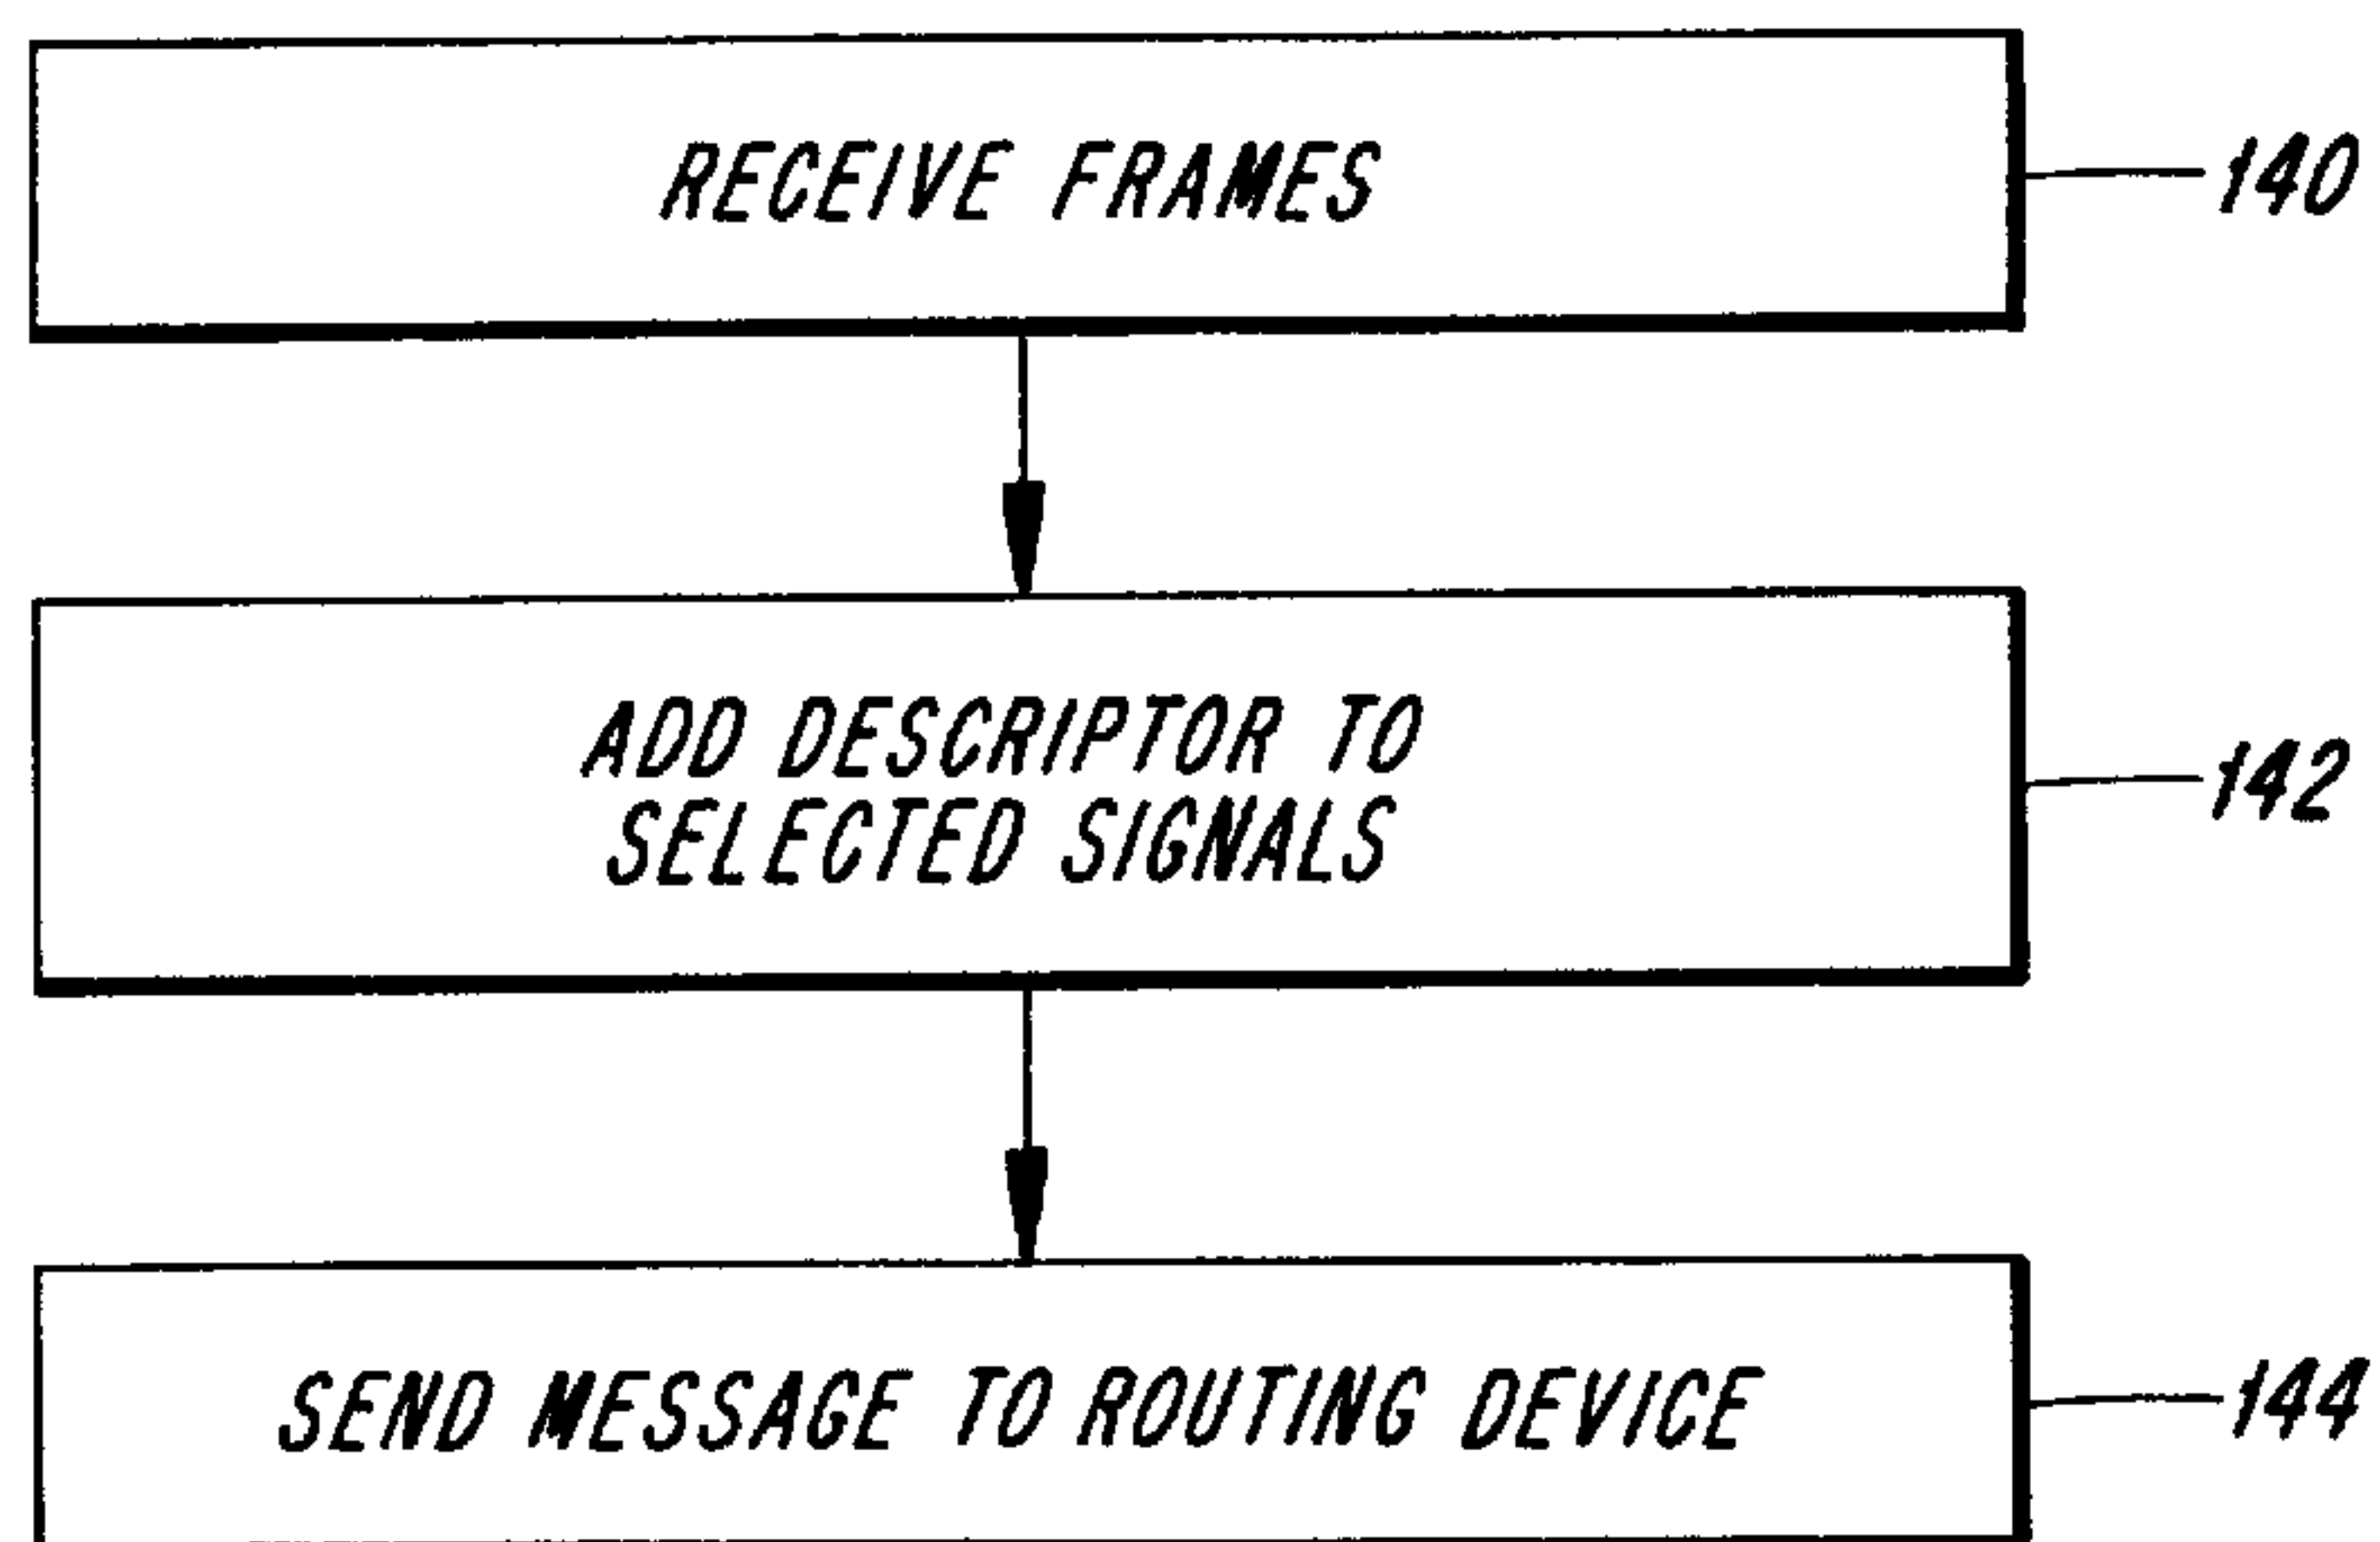 RECEIVE FRAMES
140
ADD DESCRIPTOR TO
SELECTED SIGNALS
142
SEND MESSAGE TO ROUTING DEVICE
144